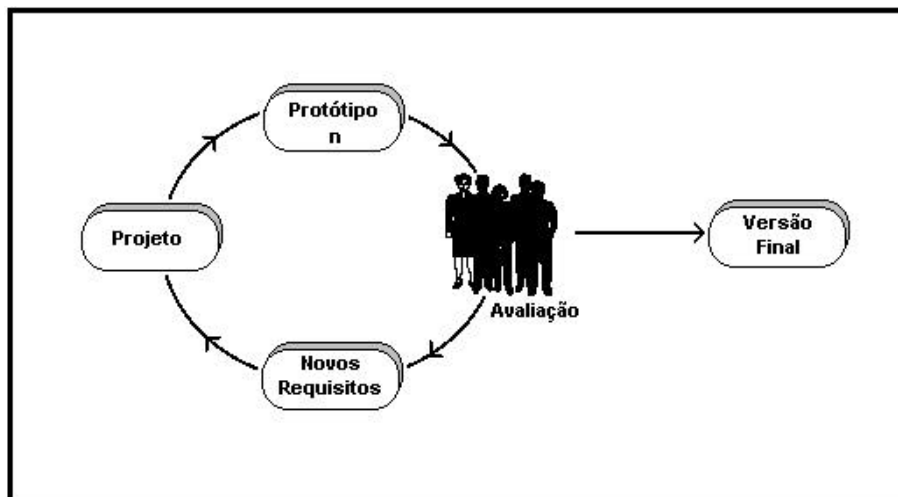 Protótipo
n
Projeto
Versão
Final
Avaliação
Novos
Requisitos